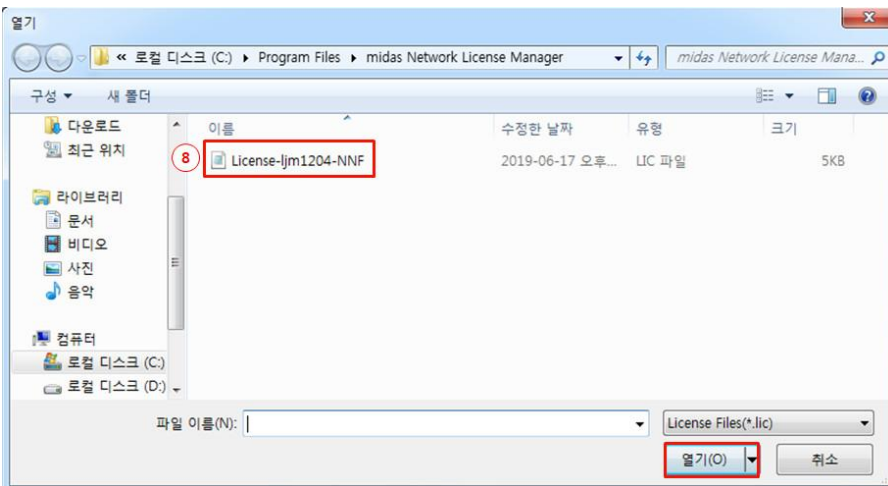 열기
« 로컬 디스크 (C:) ▸ Program Files ▸ midas Network License Manager
midas Network License Mana...
구성
새 폴더
다운로드
최근 위치
라이브러리
문서
비디오
사진
음악
컴퓨터
로컬 디스크 (C:)
로컬 디스크 (D:)
이름 수정한 날짜 유형 크기
8 License-ljm1204-NNF 2019-06-17 오후... LIC 파일 5KB
파일 이름(N): License Files(*.lic)
열기(O) 취소